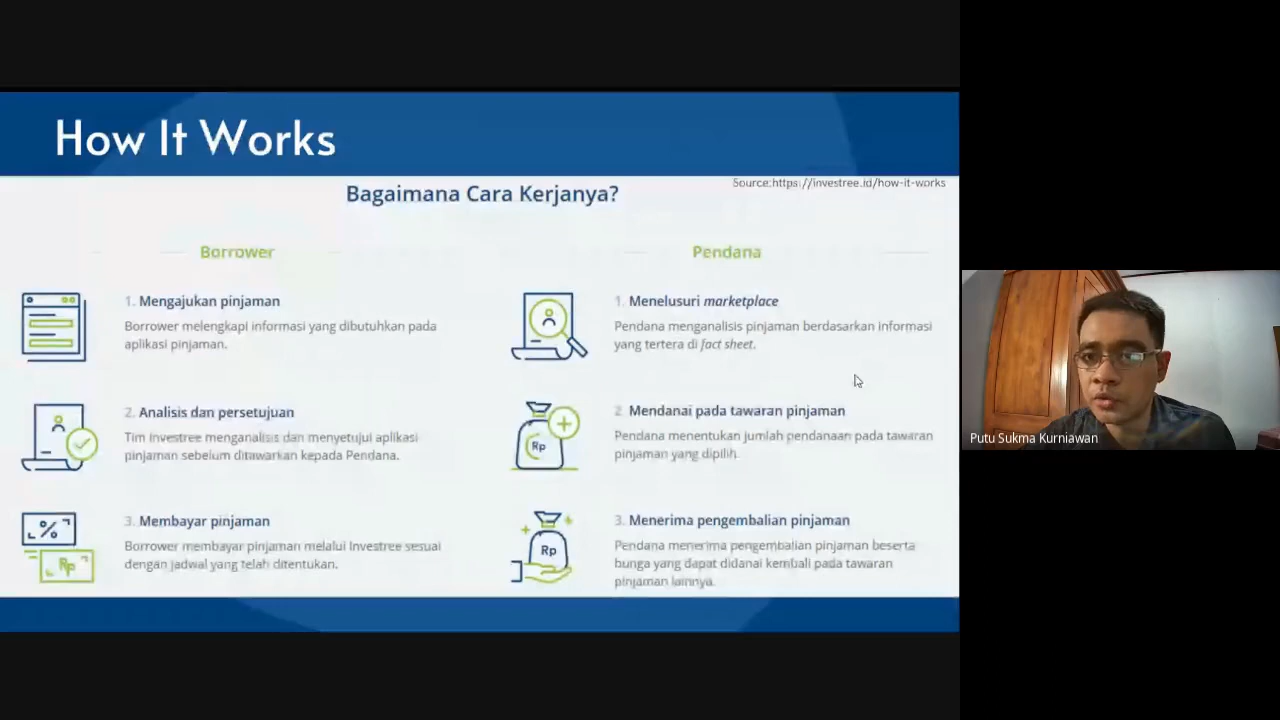 How It Works
Source:https://investree.id/how-it-works
Bagaimana Cara Kerjanya?
Borrower
1. Mengajukan pinjaman
Borrower melengkapi informasi yang dibutuhkan pada
aplikasi pinjaman.
2. Analisis dan persetujuan
Tim Investree menganalisis dan menyetujui aplikasi
pinjaman sebelum ditawarkan kepada Pendana.
%
Rp
3. Membayar pinjaman
Borrower membayar pinjaman melalui Investree sesuai
dengan jadwal yang telah ditentukan.
Pendana
1. Menelusuri marketplace
Pendana menganalisis pinjaman berdasarkan informasi
yang tertera di fact sheet.
Rp
2. Mendanai pada tawaran pinjaman
Pendana menentukan jumlah pendanaan pada tawaran
pinjaman yang dipilih.
Rp
3. Menerima pengembalian pinjaman
Pendana menerima pengembalian pinjaman beserta
bunga yang dapat didanai kembali pada tawaran
pinjaman lainnya.
Putu Sukma Kurniawan